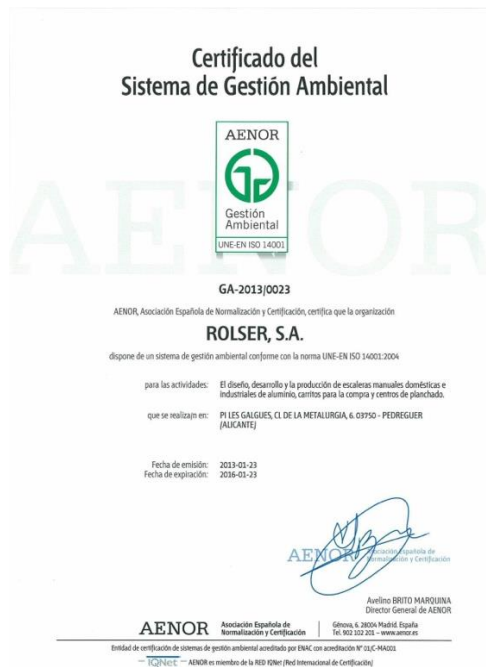 Certificado del
Sistema de Gestión Ambiental
AENOR
Gestión
Ambiental
UNE-EN ISO 14001
AENOR
GA-2013/0023
AENOR, Asociación Española de Normalización y Certificación, certifica que la organización
ROLSER, S.A.
dispone de un sistema de gestión ambiental conforme con la norma UNE-EN ISO 14001:2004
para las actividades: El diseño, desarrollo y la producción de escaleras manuales domésticas e
industriales de aluminio, carritos para la compra y centros de planchado.
que se realiza/n en: PI LES GALGUES, CL DE LA METALURGIA, 6. 03750 - PEDREGUER
(ALICANTE)
Fecha de emisión: 2013-01-23
Fecha de expiración: 2016-01-23
AENOR Asociación Española de
Normalización y Certificación
Avelino BRITO MARQUINA
Director General de AENOR
AENOR Asociación Española de
Normalización y Certificación
Génova, 6. 28004 Madrid. España
Tel. 902 102 201 – www.aenor.es
Entidad de certificación de sistemas de gestión ambiental acreditada por ENAC con acreditación Nº 01/C-MA001
IQNet AENOR es miembro de la RED IQNet (Red Internacional de Certificación)